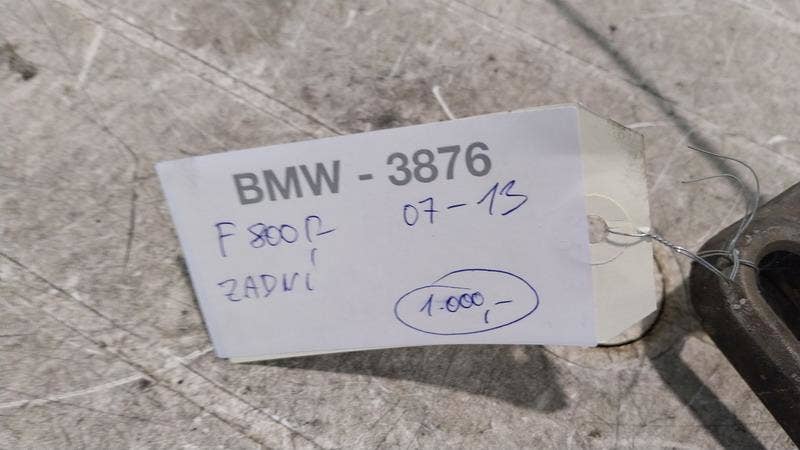 BMW - 3876
F 800 R 07-13
ZADNÍ
1.000,-